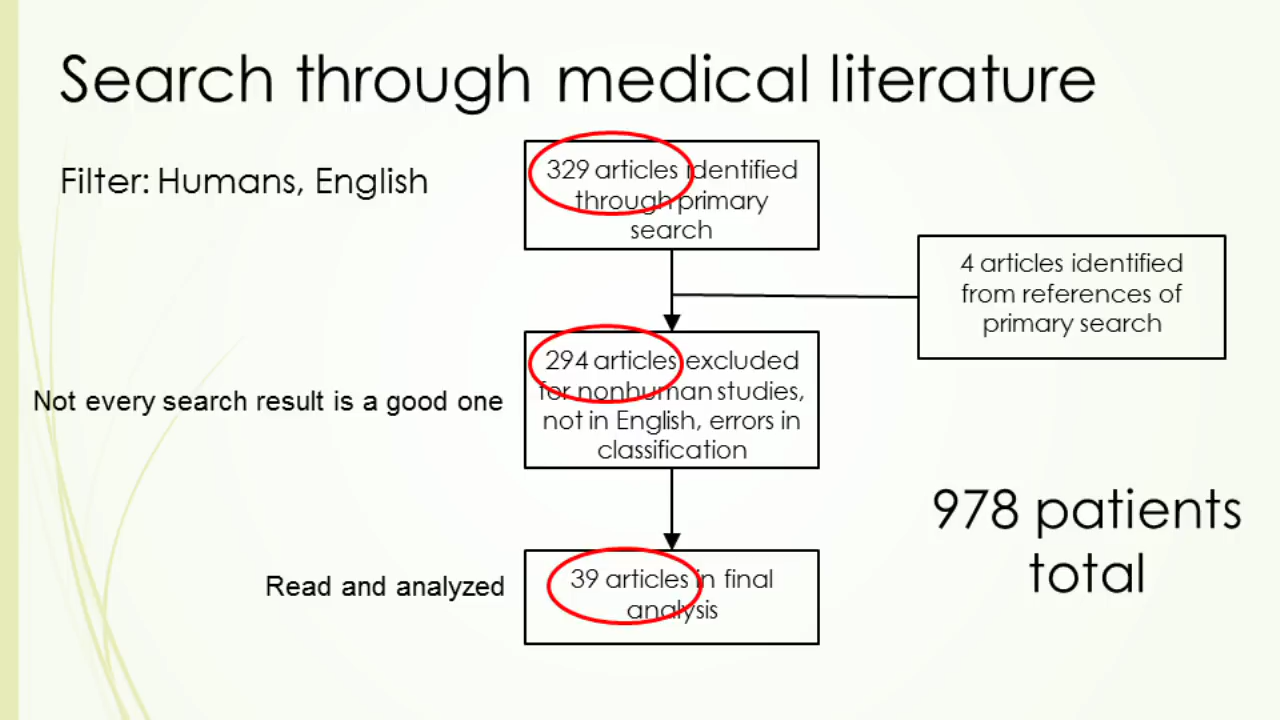 Search through medical literature
Filter: Humans, English
329 articles identified
through primary
search
4 articles identified
from references of
primary search
294 articles excluded
for nonhuman studies,
not in English, errors in
classification
Not every search result is a good one
978 patients
total
39 articles in final
analysis
Read and analyzed